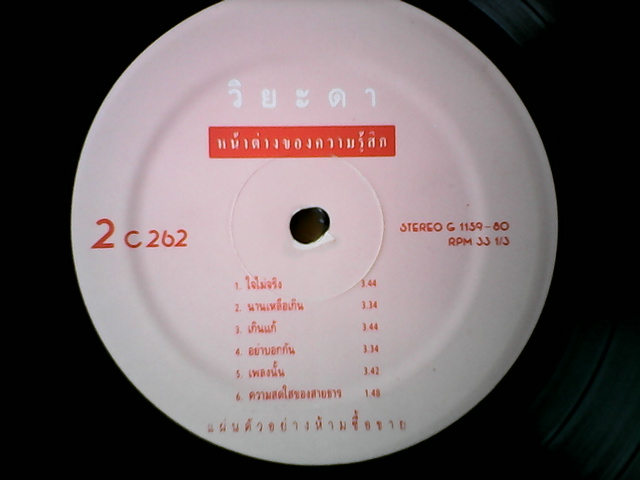 วิยะดา
หน้าต่างของความรู้สึก
2 C 262
STEREO G 1159-80
RPM 33 1/3
1. ใจไม่จริง 3.44
2. นานเหลือเกิน 3.34
3. เกินแก้ 3.44
4. อย่าบอกกัน 3.34
5. เพลงนั้น 3.42
6. ความสดใสของสายธาร 1.48
แผ่นตัวอย่างห้ามซื้อขาย